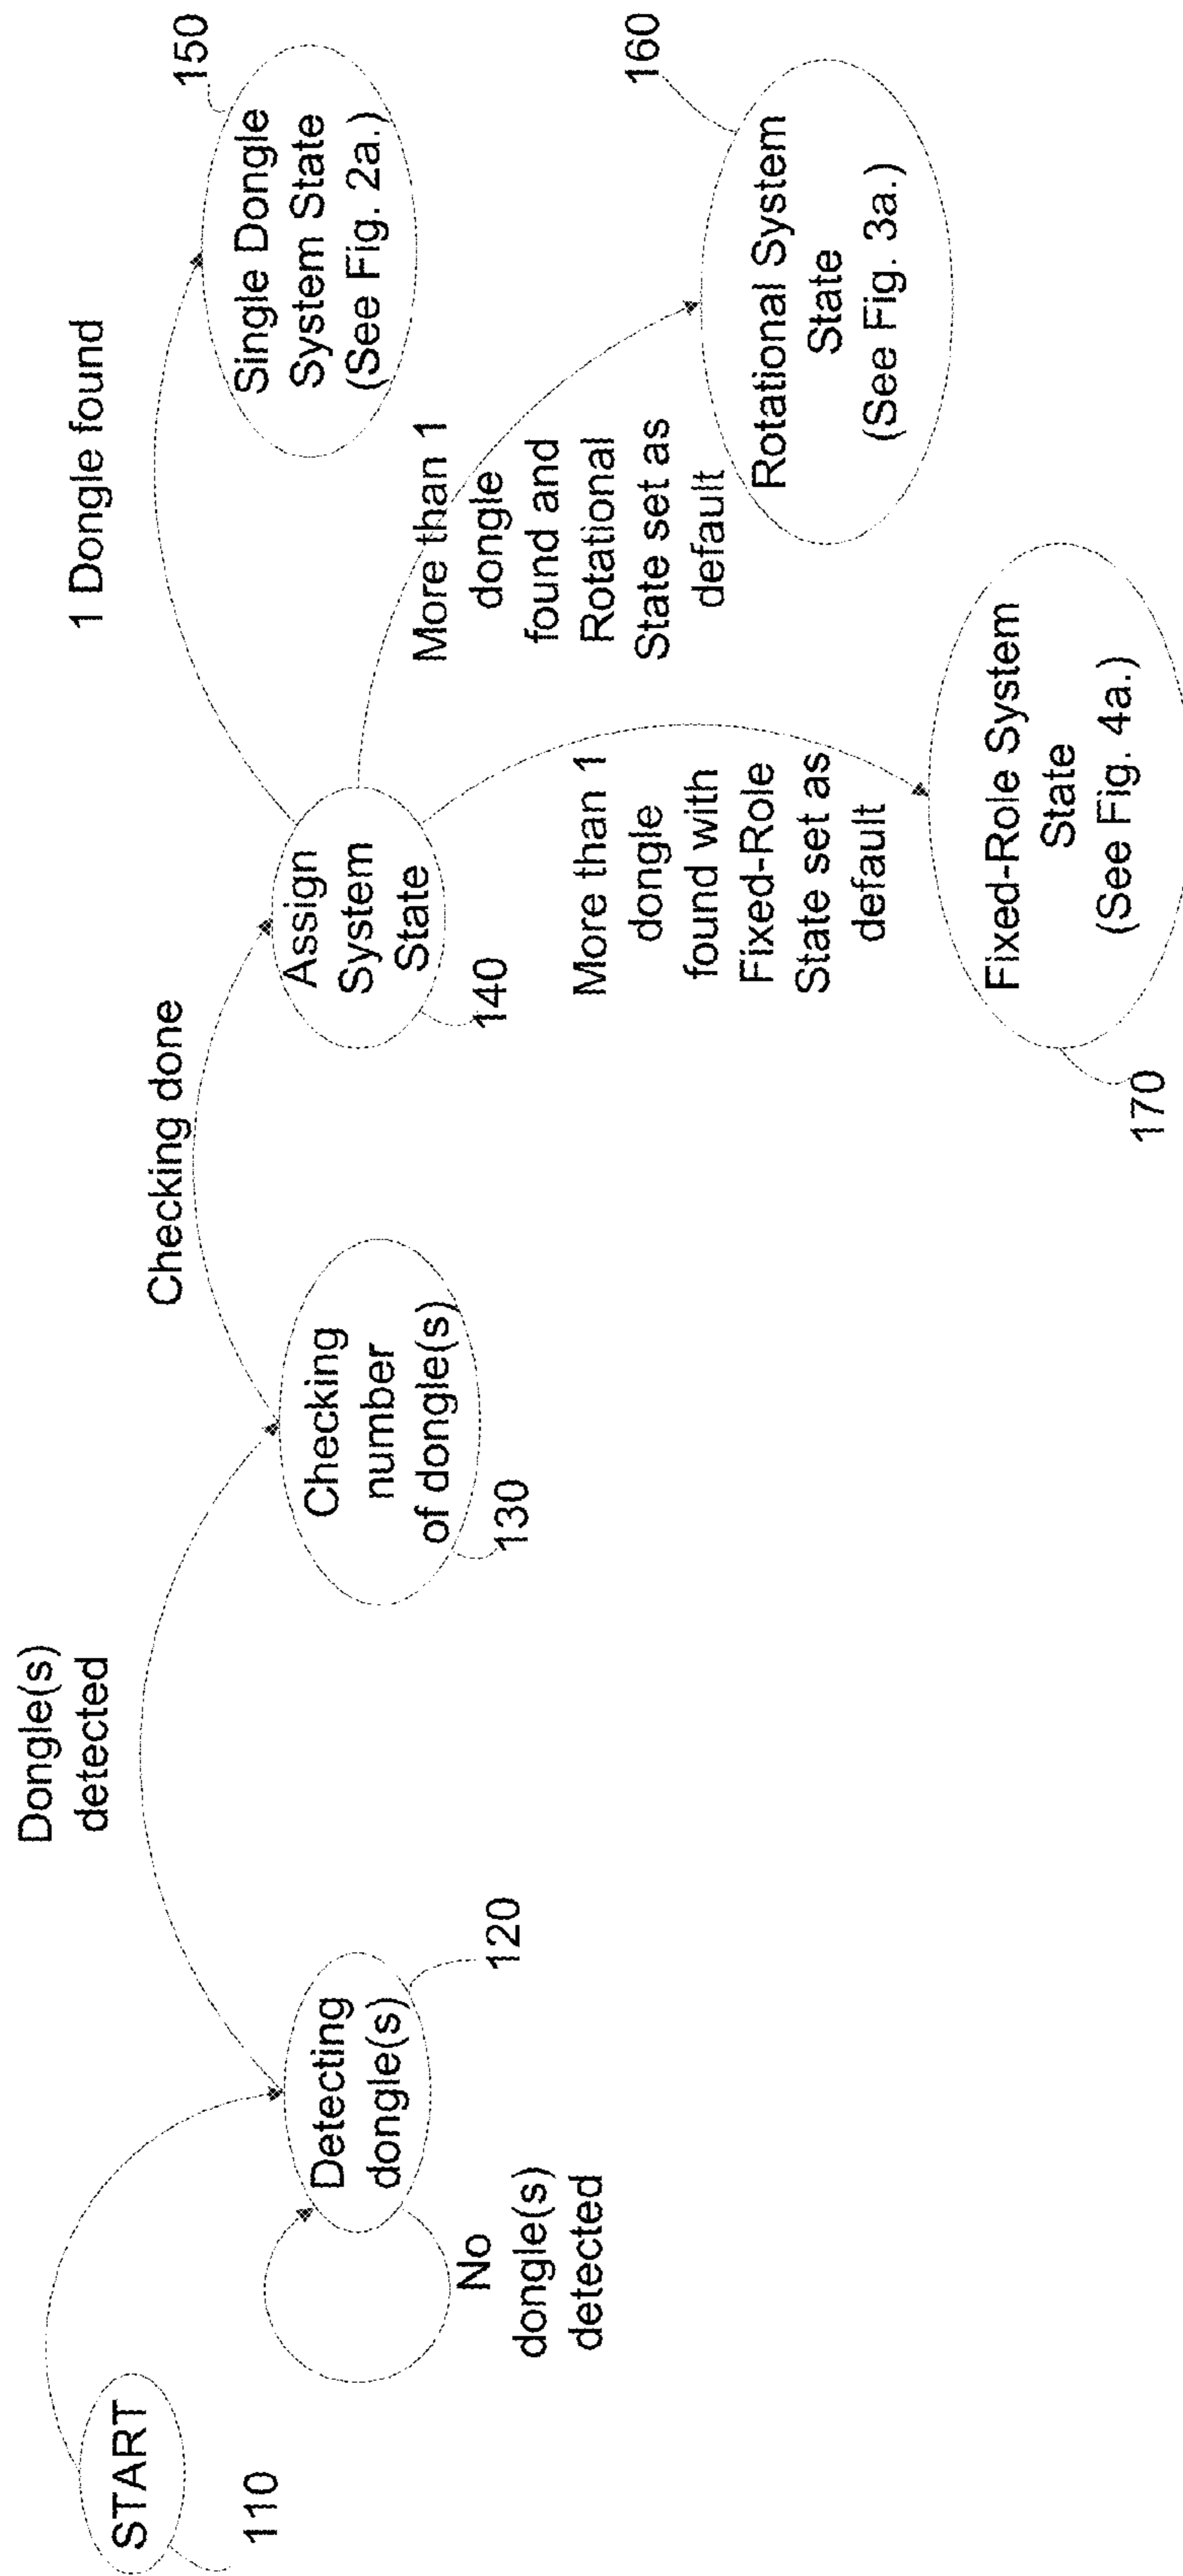 START
110
Detecting
dongle(s)
120
No
dongle(s)
detected
Dongle(s)
detected
Checking
number
of dongle(s)
130
Checking done
Assign
System
State
140
1 Dongle found
Single Dongle
System State
(See Fig. 2a.)
150
More than 1
dongle
found and
Rotational
State set as
default
Rotational System
State
(See Fig. 3a.)
160
More than 1
dongle
found with
Fixed-Role
State set as
default
Fixed-Role System
State
(See Fig. 4a.)
170